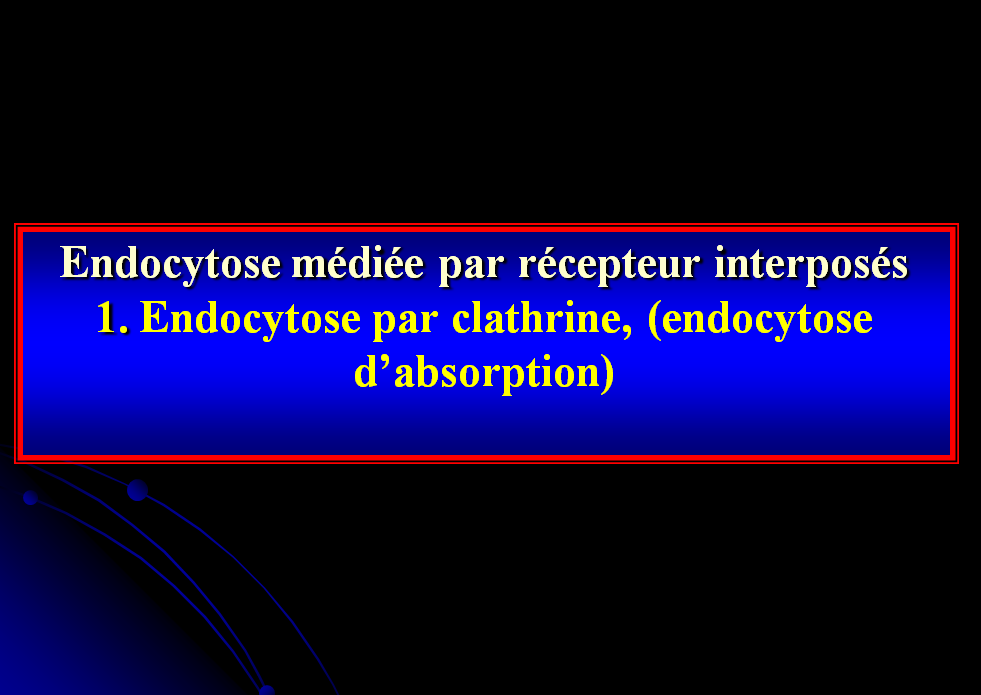 Endocytose médiée par récepteur interposés
1. Endocytose par clathrine, (endocytose
d’absorption)